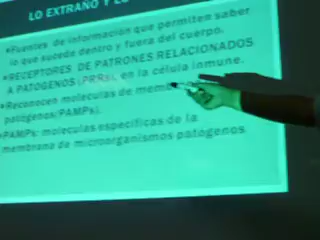 LO EXTRAÑO Y LO
•Fuentes de información que permiten saber
lo que sucede dentro y fuera del cuerpo.
•RECEPTORES DE PATRONES RELACIONADOS
A PATOGENOS (PRRs), en la célula inmune.
•Reconocen moléculas de
patógenos(PAMPs).
•PAMPs: moléculas específicas de la
membrana de microorganismos patógenos